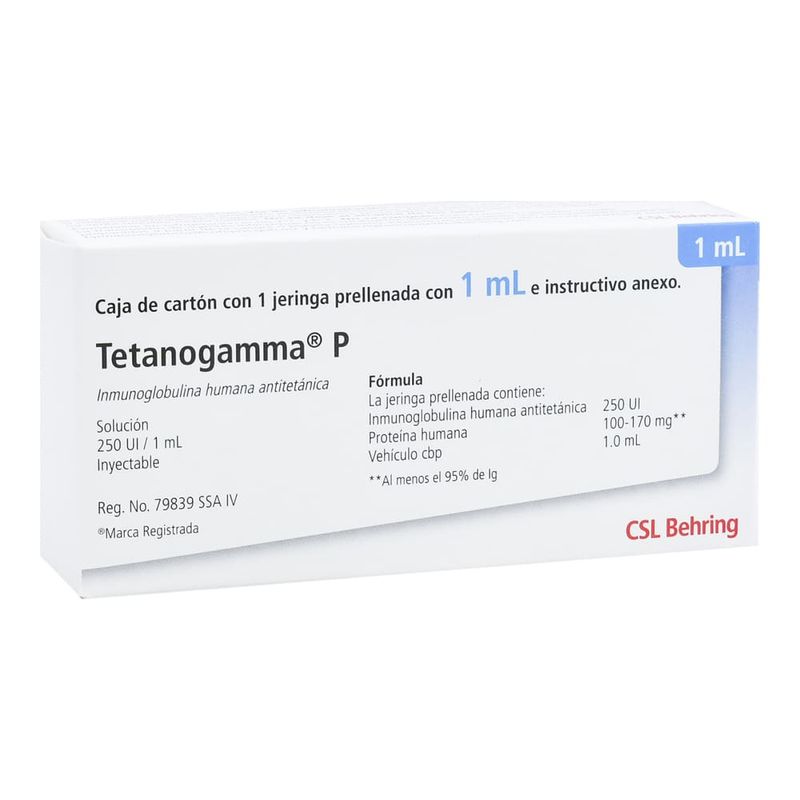 CSL Behring
1 mL
Caja de cartón con 1 jeringa prellenada con 1 mL e instructivo anexo.
Tetanogamma® P
Inmunoglobulina humana antitetánica
Solución
250 UI / 1 mL
Inyectable
Reg. No. 79839 SSA IV
®Marca Registrada
Fórmula
La jeringa prellenada contiene:
Inmunoglobulina humana antitetánica 250 UI
Proteína humana 100-170 mg**
Vehículo cbp 1.0 mL
**Al menos el 95% de Ig
CSL Behring